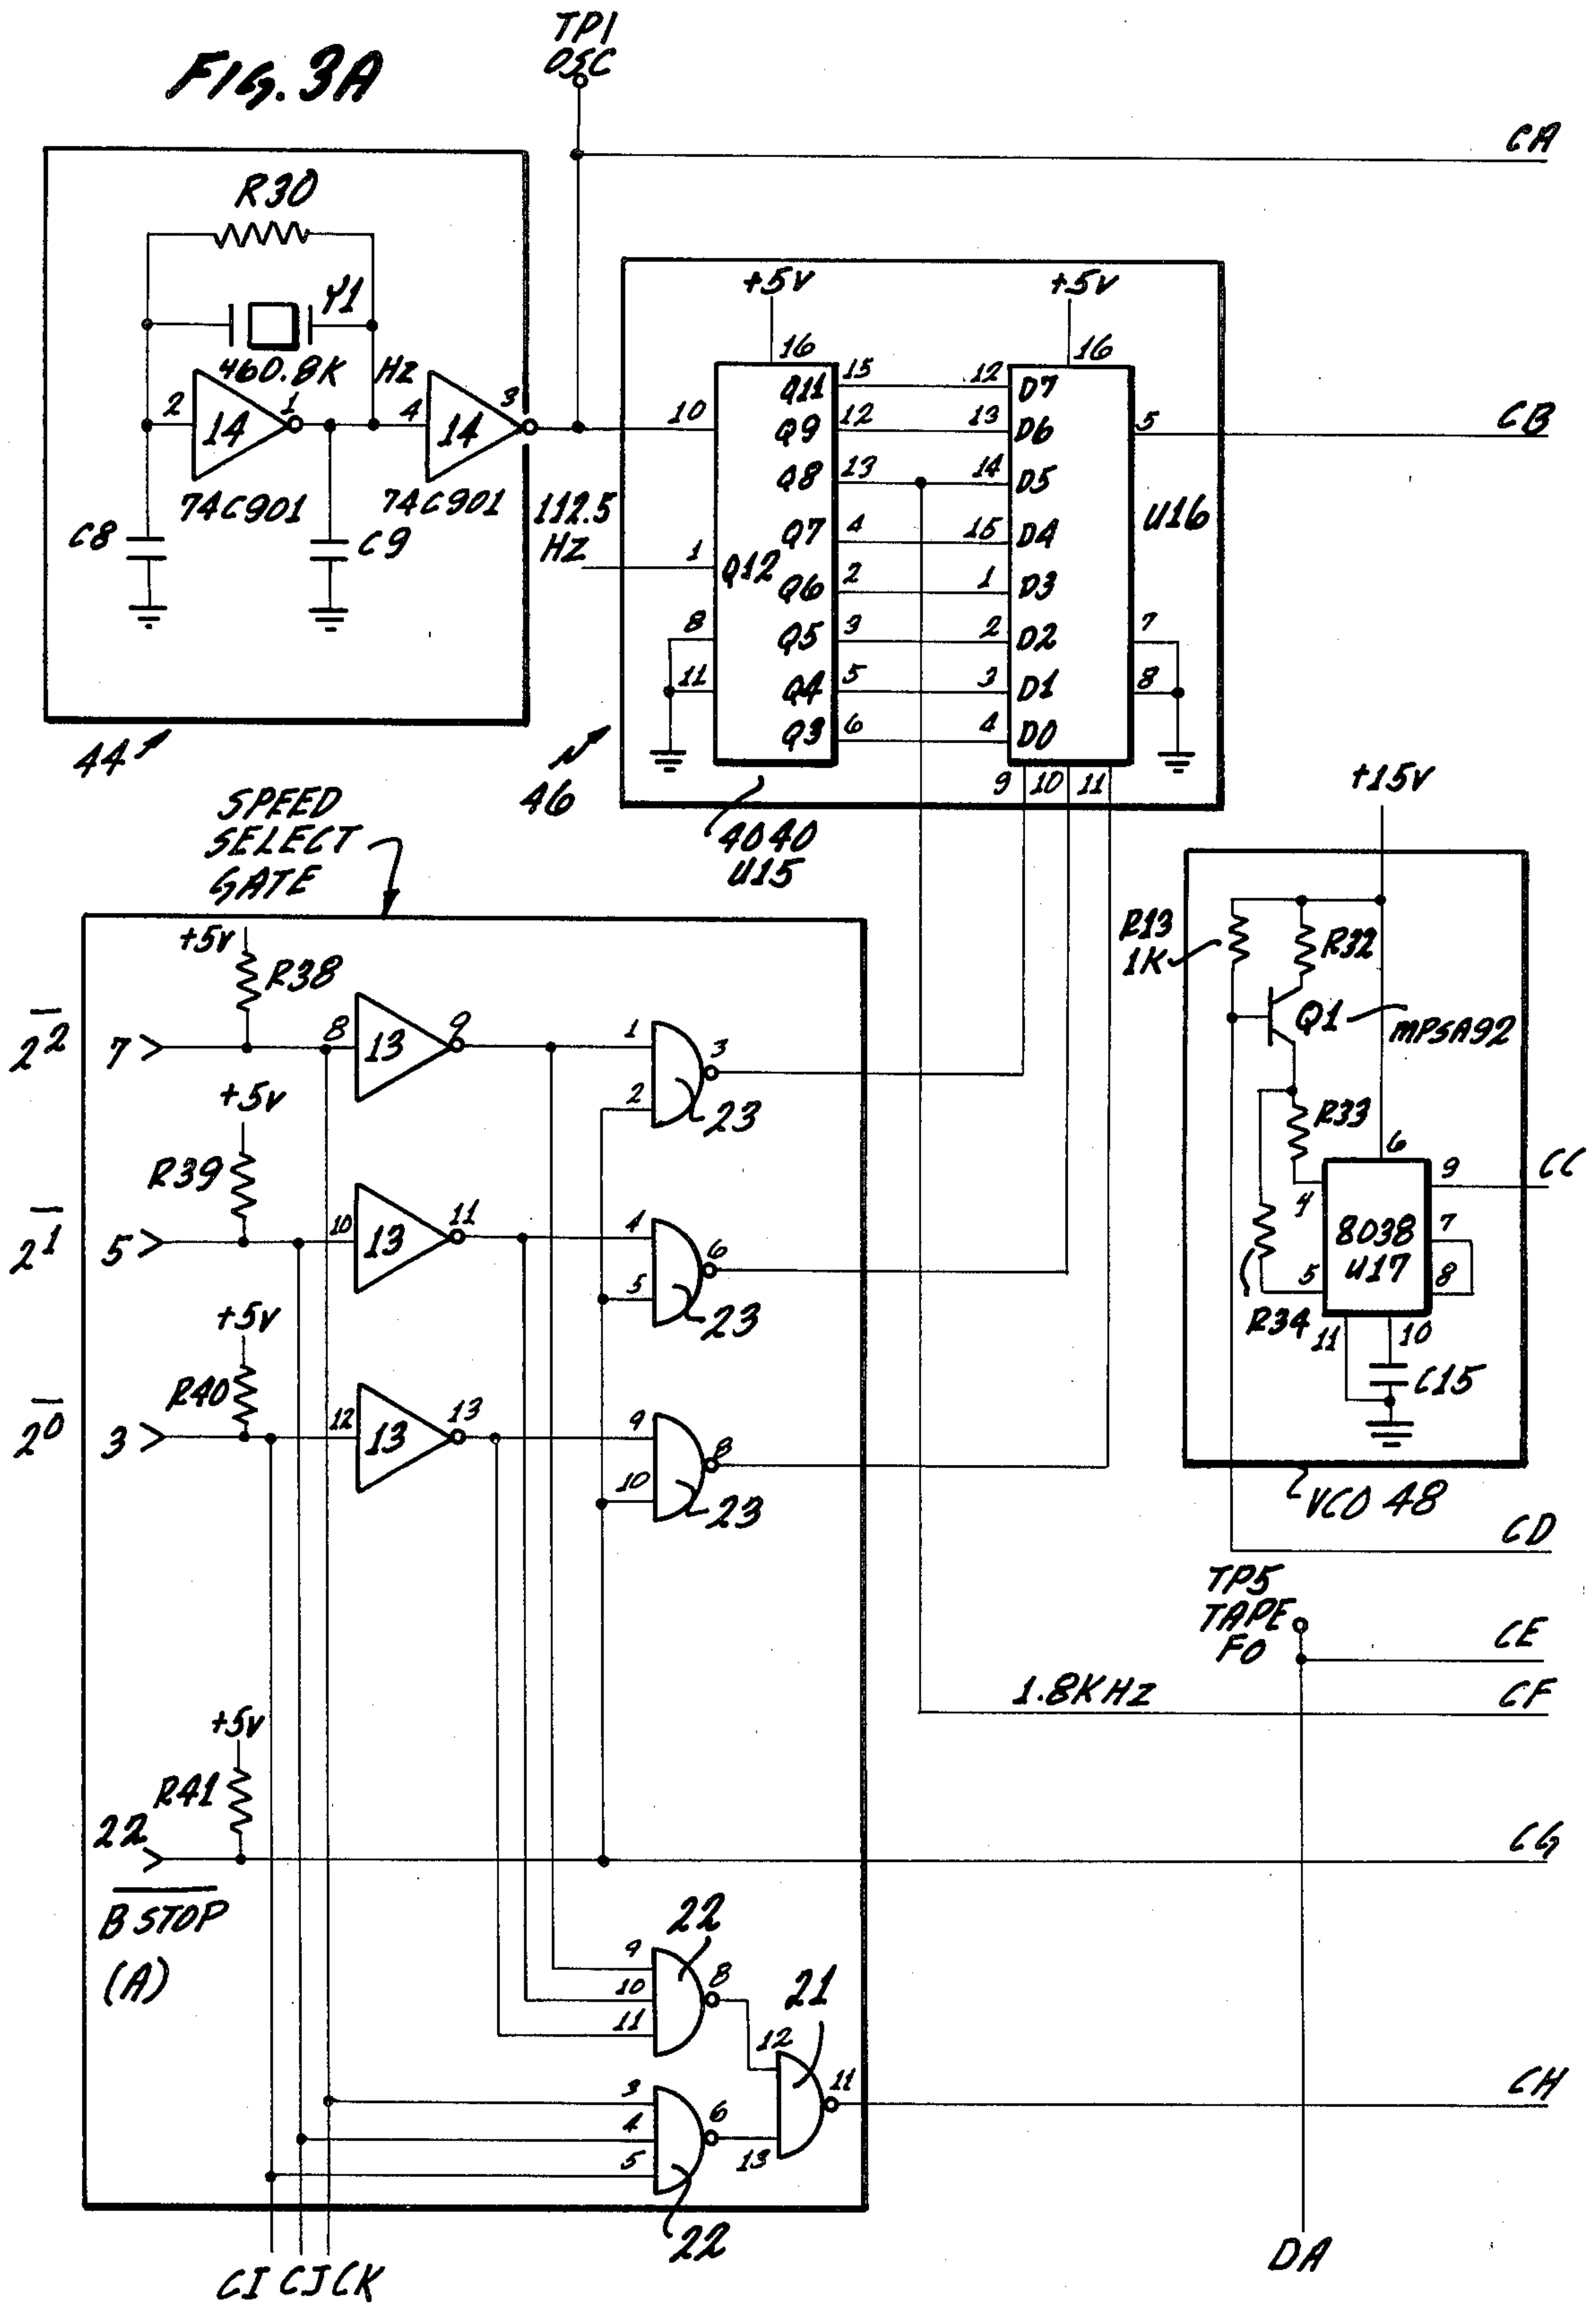 FIG. 3A
TP1
OSC
CA
R30
Y1
460.8K Hz
2
14
1
4
14
3
74C901
74C901
C8
C9
44
112.5
HZ
+5V
+5V
16
16
10
1
Q12
8
11
Q11
15
12
D7
Q9
12
13
D6
Q8
13
14
D5
Q7
4
15
D4
Q6
2
1
D3
Q5
3
2
D2
Q4
5
3
D1
Q3
6
4
D0
5
CB
U16
7
8
9
10
11
46
4040
U15
SPEED
SELECT
GATE
+15V
R13
1K
R32
Q1
MPSA92
R33
6
4
9
CC
8038
U17
7
8
5
R34
11
10
C15
VCO 48
CD
+5V
R38
2²
7
8
13
9
1
2
3
23
+5V
R39
2¹
5
10
13
11
4
5
6
23
+5V
R40
2⁰
3
12
13
13
9
10
8
23
TP5
TAPE
FO
CE
1.8KHZ
CF
+5V
R41
22
CG
B STOP
(A)
22
9
10
11
8
21
12
3
4
5
6
13
11
CH
22
CI CJ CK
DA